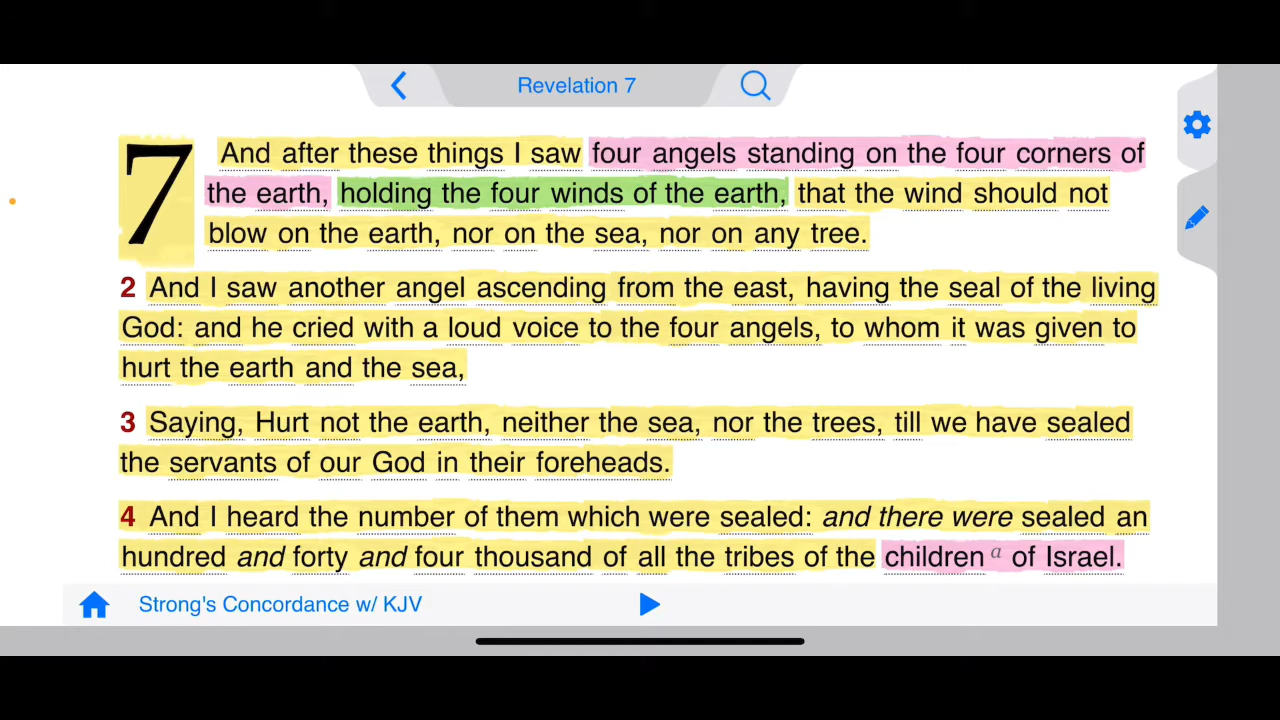 Revelation 7
7 And after these things I saw four angels standing on the four corners of
the earth, holding the four winds of the earth, that the wind should not
blow on the earth, nor on the sea, nor on any tree.
2 And I saw another angel ascending from the east, having the seal of the living
God: and he cried with a loud voice to the four angels, to whom it was given to
hurt the earth and the sea,
3 Saying, Hurt not the earth, neither the sea, nor the trees, till we have sealed
the servants of our God in their foreheads.
4 And I heard the number of them which were sealed: and there were sealed an
hundred and forty and four thousand of all the tribes of the children a of Israel.
Strong's Concordance w/ KJV